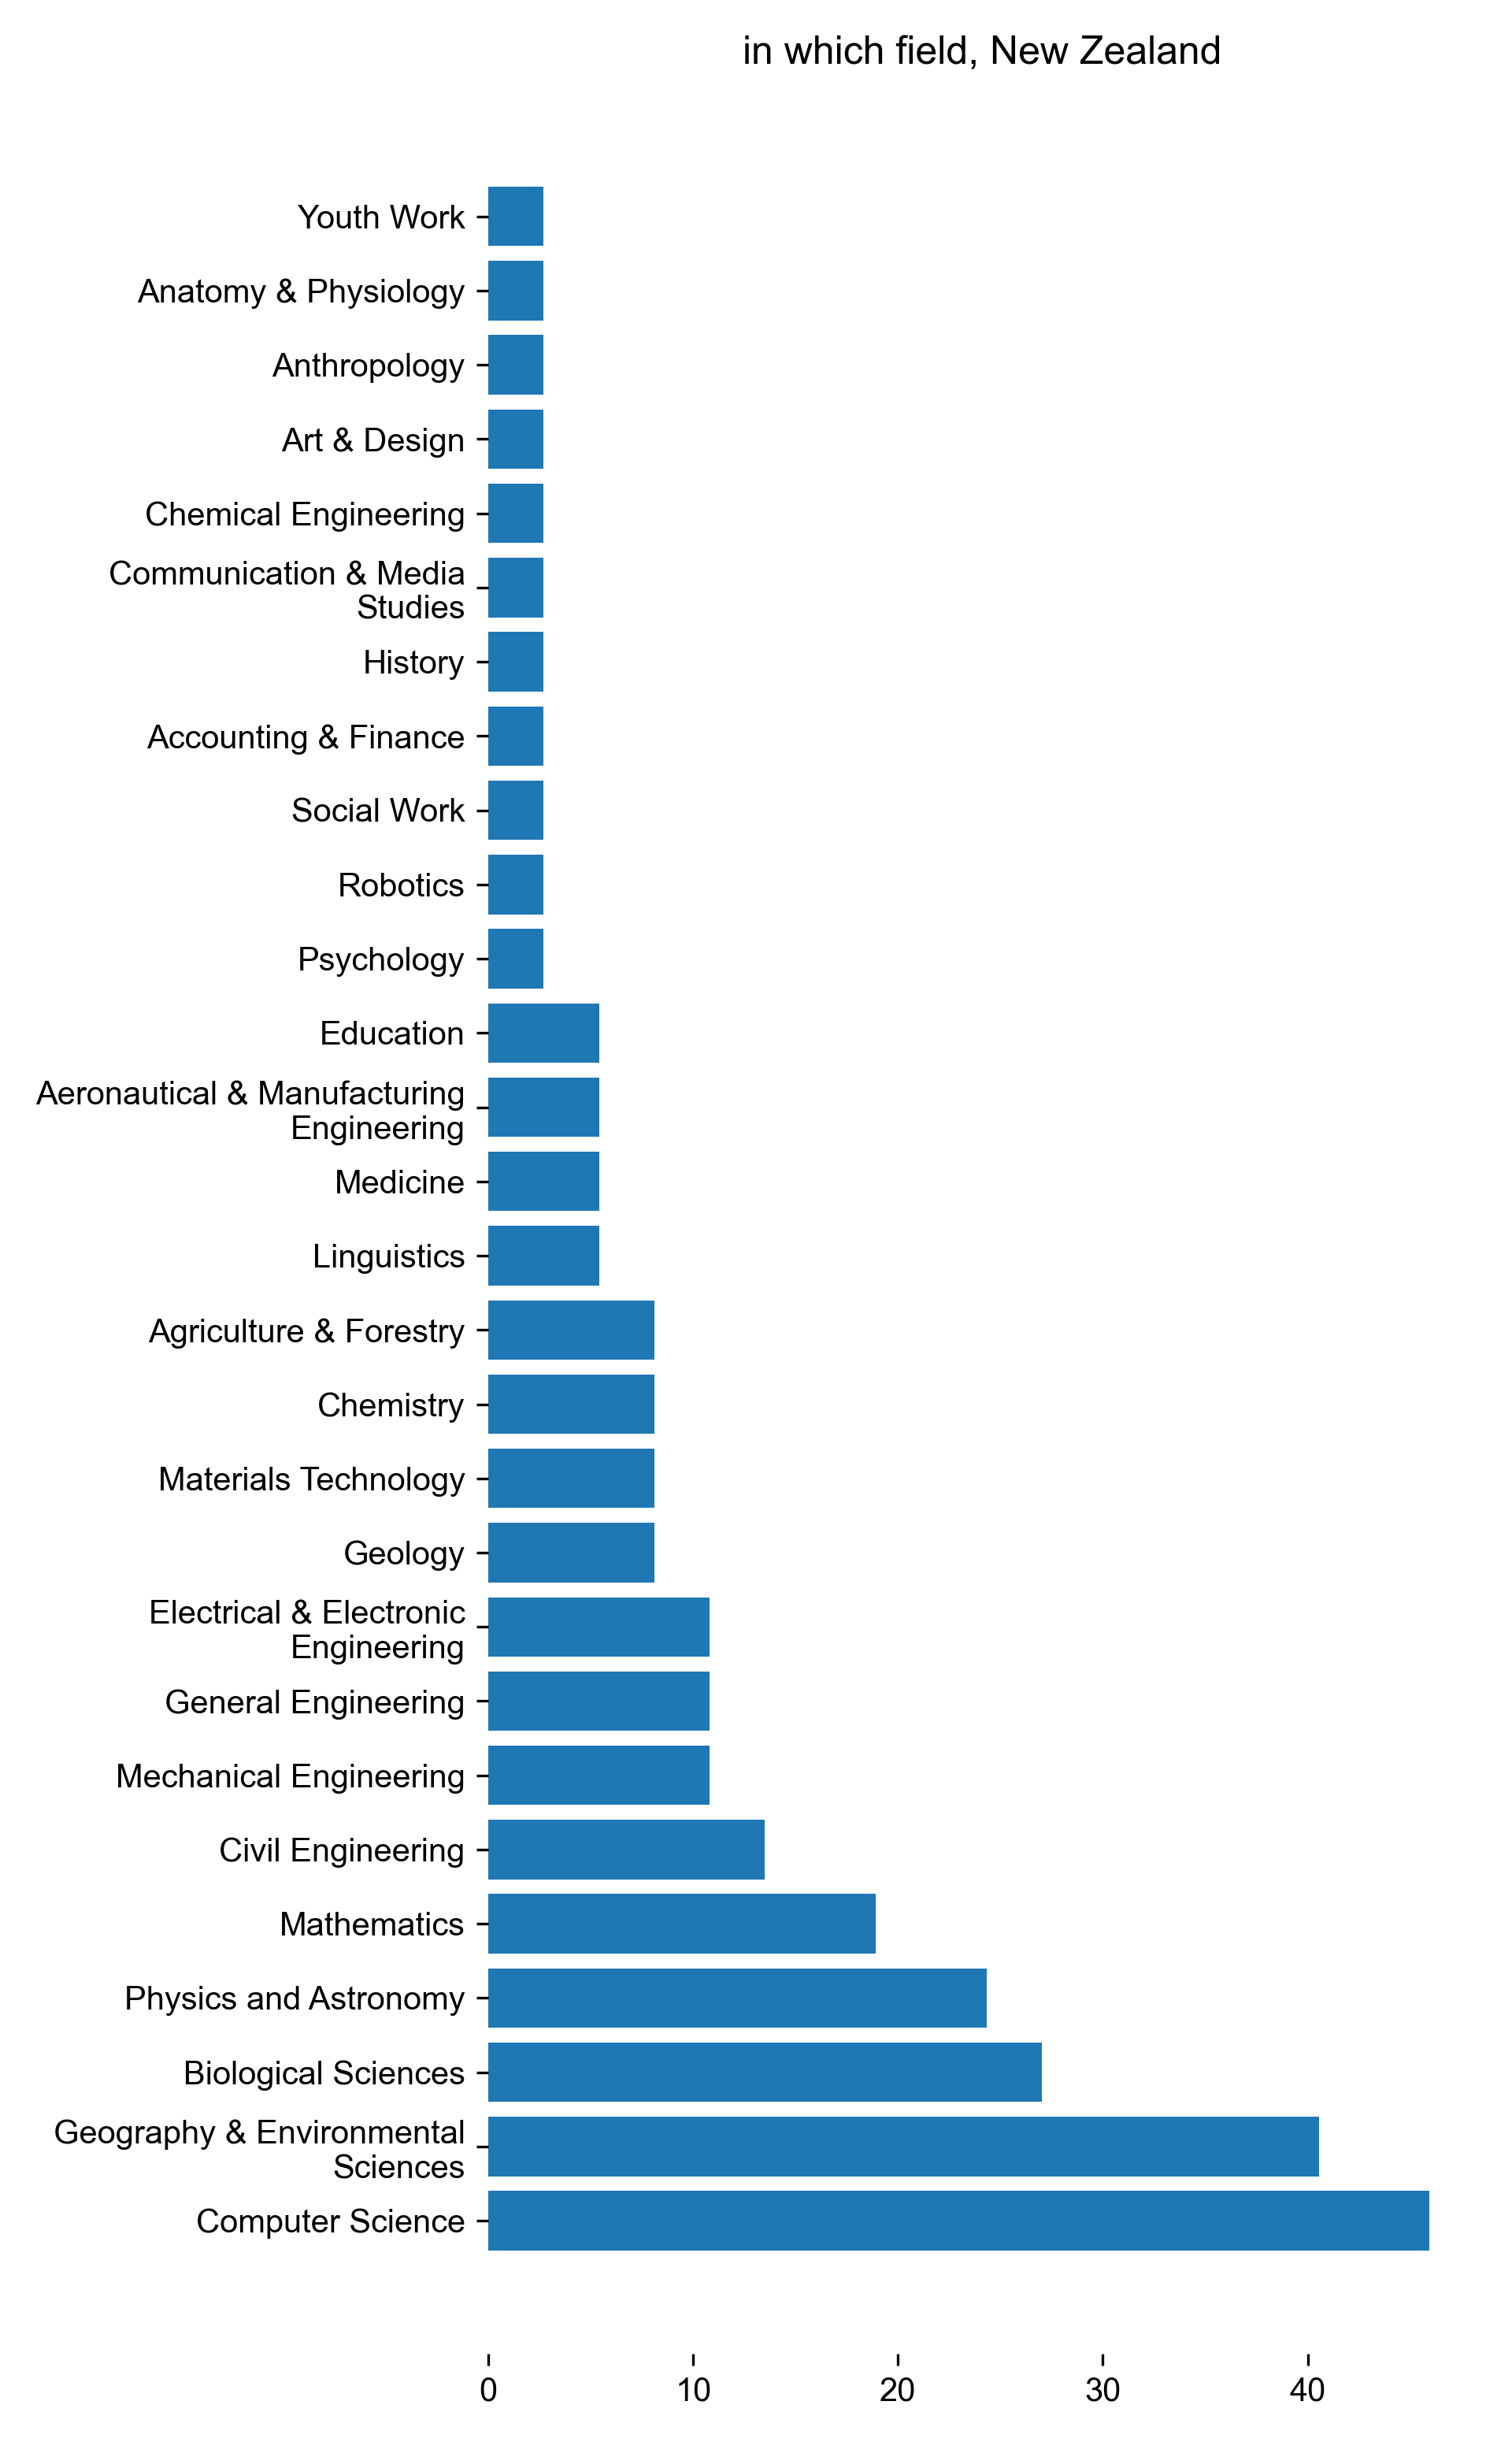 in which field, New Zealand
Youth Work
Anatomy & Physiology
Anthropology
Art & Design
Chemical Engineering
Communication & Media
Studies
History
Accounting & Finance
Social Work
Robotics
Psychology
Education
Aeronautical & Manufacturing
Engineering
Medicine
Linguistics
Agriculture & Forestry
Chemistry
Materials Technology
Geology
Electrical & Electronic
Engineering
General Engineering
Mechanical Engineering
Civil Engineering
Mathematics
Physics and Astronomy
Biological Sciences
Geography & Environmental
Sciences
Computer Science
0 10 20 30 40